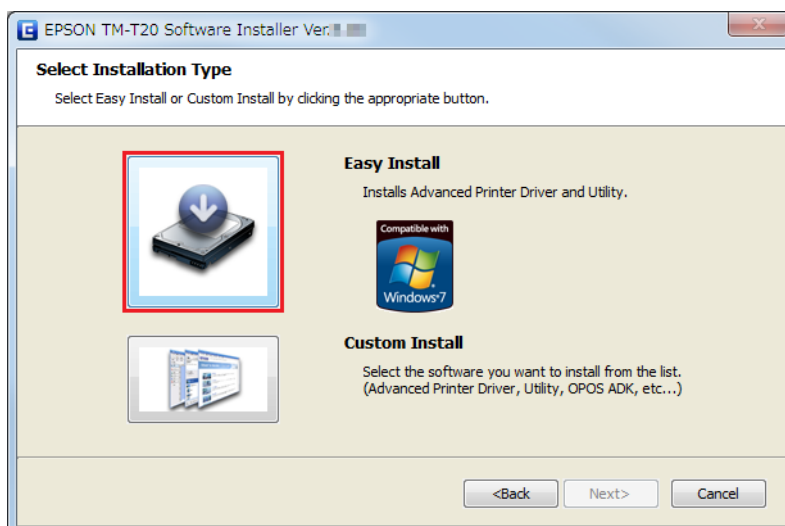 EPSON TM-T20 Software Installer Ver.
Select Installation Type
Select Easy Install or Custom Install by clicking the appropriate button.
Easy Install
Installs Advanced Printer Driver and Utility.
Compatible with
Windows 7
Custom Install
Select the software you want to install from the list.
(Advanced Printer Driver, Utility, OPOS ADK, etc...)
<Back
Next>
Cancel